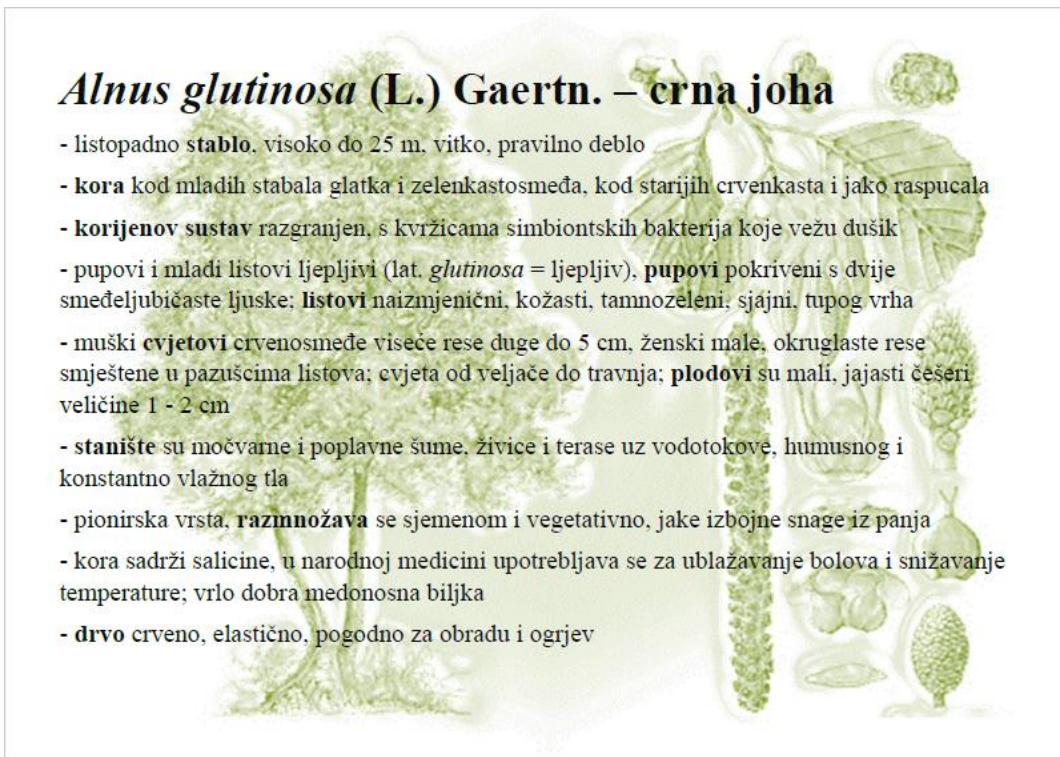 Alnus glutinosa (L.) Gaertn. – crna joha
- listopadno stablo, visoko do 25 m, vitko, pravilno deblo
- kora kod mladih stabala glatka i zelenkastosmeđa, kod starijih crvenkasta i jako raspucala
- korijenov sustav razgranjen, s kvržicama simbiontskih bakterija koje vežu dušik
- pupovi i mladi listovi ljepljivi (lat. glutinosa = ljepljiv), pupovi pokriveni s dvije
smeđeljubičaste ljuske; listovi naizmjenični, kožasti, tamnozeleni, sjajni, tupog vrha
- muški cvjetovi crvenosmeđe viseće rese duge do 5 cm, ženski male, okruglaste rese
smještene u pazušcima listova; cvjeta od veljače do travnja; plodovi su mali, jajasti češeri
veličine 1 - 2 cm
- stanište su močvarne i poplavne šume, živice i terase uz vodotokove, humusnog i
konstantno vlažnog tla
- pionirska vrsta, razmnožava se sjemenom i vegetativno, jake izbojne snage iz panja
- kora sadrži salicine, u narodnoj medicini upotrebljava se za ublažavanje bolova i snižavanje
temperature; vrlo dobra medonosna biljka
- drvo crveno, elastično, pogodno za obradu i ogrjev